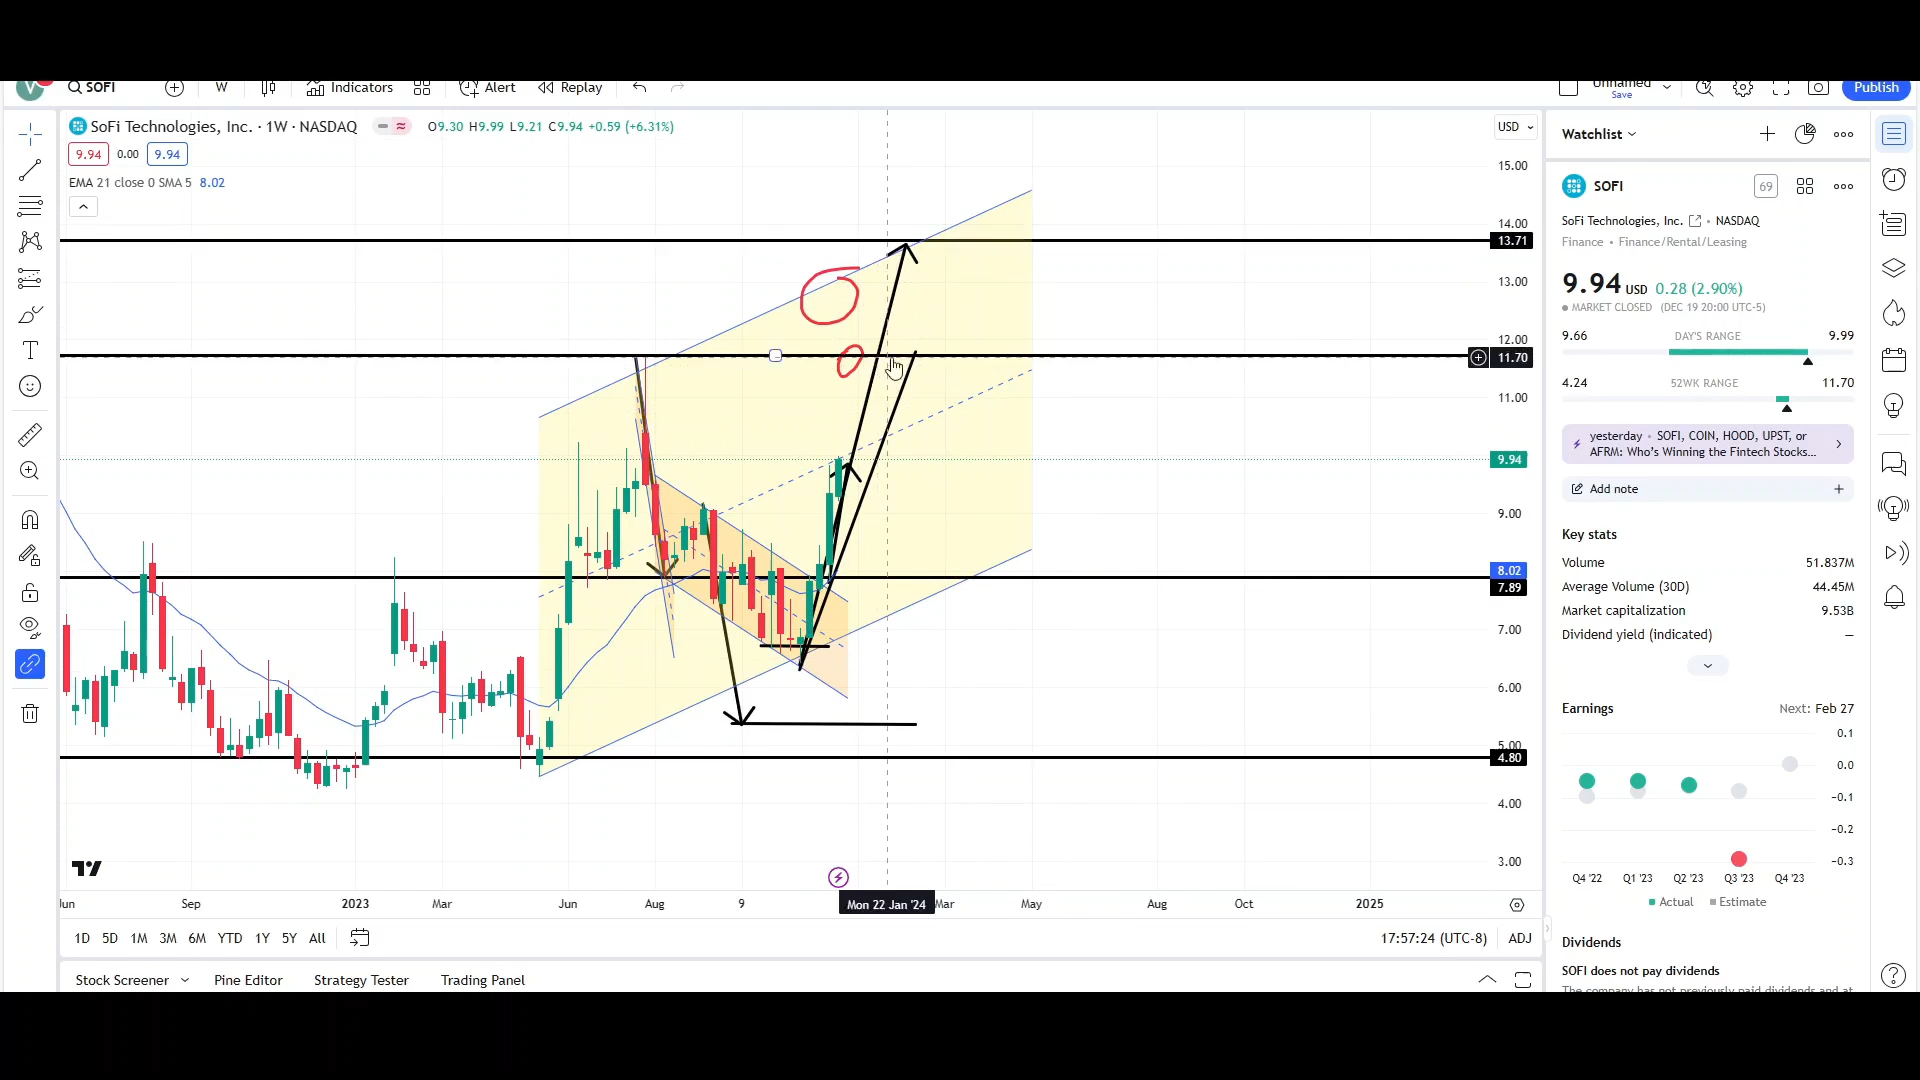 SOFI
W
Indicators
Alert
Replay
Unnamed
Save
Publish
SoFi Technologies, Inc. · 1W · NASDAQ
O9.30 H9.99 L9.21 C9.94 +0.59 (+6.31%)
9.94 0.00 9.94
EMA 21 close 0 SMA 5 8.02
USD
15.00
14.00
13.71
13.00
12.00
11.70
11.00
9.94
9.00
8.02
7.89
7.00
6.00
5.00
4.80
4.00
3.00
Jun
Sep
2023
Mar
Jun
Aug
9
Mon 22 Jan '24
Mar
May
Aug
Oct
2025
1D 5D 1M 3M 6M YTD 1Y 5Y All
17:57:24 (UTC-8) ADJ
Stock Screener
Pine Editor
Strategy Tester
Trading Panel
Watchlist
SOFI
69
SoFi Technologies, Inc. • NASDAQ
Finance • Finance/Rental/Leasing
9.94 USD 0.28 (2.90%)
MARKET CLOSED (DEC 19 20:00 UTC-5)
9.66 DAY'S RANGE 9.99
4.24 52WK RANGE 11.70
yesterday • SOFI, COIN, HOOD, UPST, or
AFRM: Who's Winning the Fintech Stocks...
Add note
Key stats
Volume 51.837M
Average Volume (30D) 44.45M
Market capitalization 9.53B
Dividend yield (indicated) —
Earnings
Next: Feb 27
0.1
0.0
−0.1
−0.2
−0.3
Q4 '22 Q1 '23 Q2 '23 Q3 '23 Q4 '23
Actual Estimate
Dividends
SOFI does not pay dividends
The company has not previously paid dividends and at